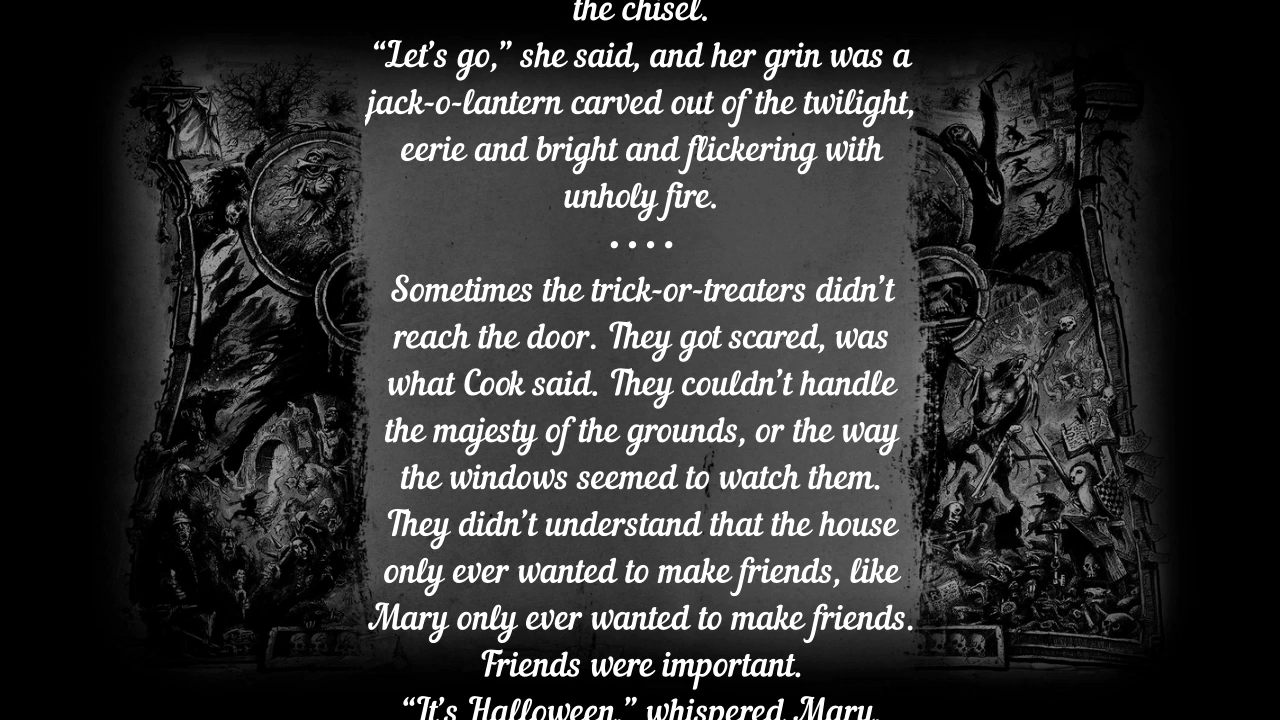 the chisel.
“Let’s go,” she said, and her grin was a
jack-o-lantern carved out of the twilight,
eerie and bright and flickering with
unholy fire.
• • • •
Sometimes the trick-or-treaters didn’t
reach the door. They got scared, was
what Cook said. They couldn’t handle
the majesty of the grounds, or the way
the windows seemed to watch them.
They didn’t understand that the house
only ever wanted to make friends, like
Mary only ever wanted to make friends.
Friends were important.
“It’s Halloween,” whispered Mary,